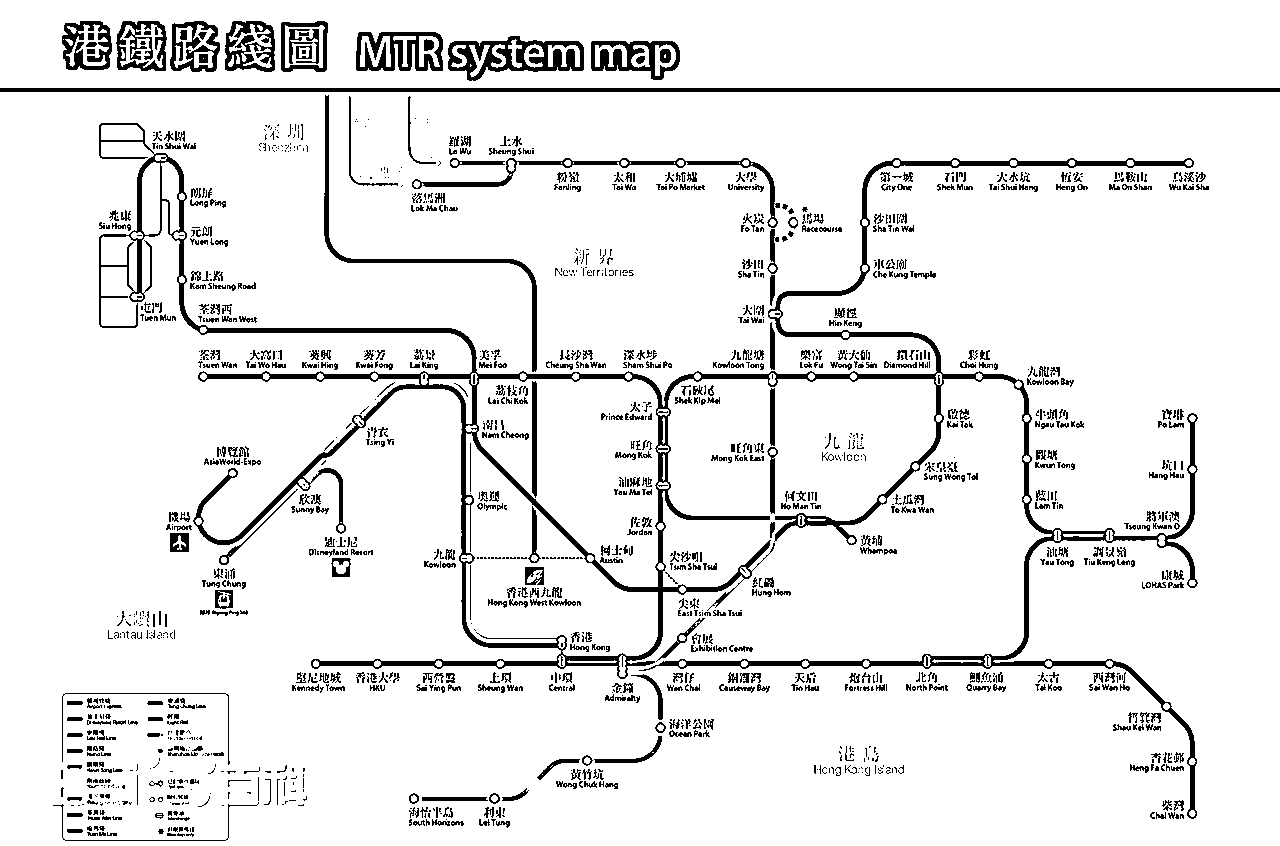 港鐵路綫圖 MTR system map
天水圍
Tin Shui Wai
深圳
Shenzhen
羅湖
Lo Wu
上水
Sheung Shui
粉嶺
Fanling
太和
Tai Wo
大埔墟
Tai Po Market
大學
University
第一城
City One
石門
Shek Mun
大水坑
Tai Shui Hang
恆安
Heng On
馬鞍山
Ma On Shan
烏溪沙
Wu Kai Sha
朗屏
Long Ping
落馬洲
Lok Ma Chau
兆康
Siu Hong
元朗
Yuen Long
火炭
Fo Tan
馬場
Racecourse
沙田圍
Sha Tin Wai
新界
New Territories
錦上路
Kam Sheung Road
沙田
Sha Tin
車公廟
Che Kung Temple
屯門
Tuen Mun
荃灣西
Tsuen Wan West
大圍
Tai Wai
顯徑
Hin Keng
荃灣
Tsuen Wan
大窩口
Tai Wo Hau
葵興
Kwai Hing
葵芳
Kwai Fong
荔景
Lai King
美孚
Mei Foo
長沙灣
Cheung Sha Wan
深水埗
Sham Shui Po
九龍塘
Kowloon Tong
樂富
Lok Fu
黃大仙
Wong Tai Sin
鑽石山
Diamond Hill
彩虹
Choi Hung
九龍灣
Kowloon Bay
荔枝角
Lai Chi Kok
石硤尾
Shek Kip Mei
太子
Prince Edward
啟德
Kai Tak
牛頭角
Ngau Tau Kok
寶琳
Po Lam
青衣
Tsing Yi
南昌
Nam Cheong
旺角
Mong Kok
旺角東
Mong Kok East
九龍
Kowloon
博覽館
AsiaWorld-Expo
宋皇臺
Sung Wong Toi
觀塘
Kwun Tong
坑口
Hang Hau
欣澳
Sunny Bay
奧運
Olympic
油麻地
Yau Ma Tei
何文田
Ho Man Tin
土瓜灣
To Kwa Wan
藍田
Lam Tin
機場
Airport
佐敦
Jordan
將軍澳
Tseung Kwan O
迪士尼
Disneyland Resort
黃埔
Whampoa
油塘
Yau Tong
調景嶺
Tiu Keng Leng
九龍
Kowloon
柯士甸
Austin
尖沙咀
Tsim Sha Tsui
東涌
Tung Chung
香港西九龍
Hong Kong West Kowloon
紅磡
Hung Hom
康城
LOHAS Park
尖東
East Tsim Sha Tsui
大嶼山
Lantau Island
香港
Hong Kong
會展
Exhibition Centre
堅尼地城
Kennedy Town
香港大學
HKU
西營盤
Sai Ying Pun
上環
Sheung Wan
中環
Central
金鐘
Admiralty
灣仔
Wan Chai
銅鑼灣
Causeway Bay
天后
Tin Hau
炮台山
Fortress Hill
北角
North Point
鰂魚涌
Quarry Bay
太古
Tai Koo
西灣河
Sai Wan Ho
筲箕灣
Shau Kei Wan
海洋公園
Ocean Park
港島
Hong Kong Island
杏花邨
Heng Fa Chuen
黃竹坑
Wong Chuk Hang
海怡半島
South Horizons
利東
Lei Tung
柴灣
Chai Wan